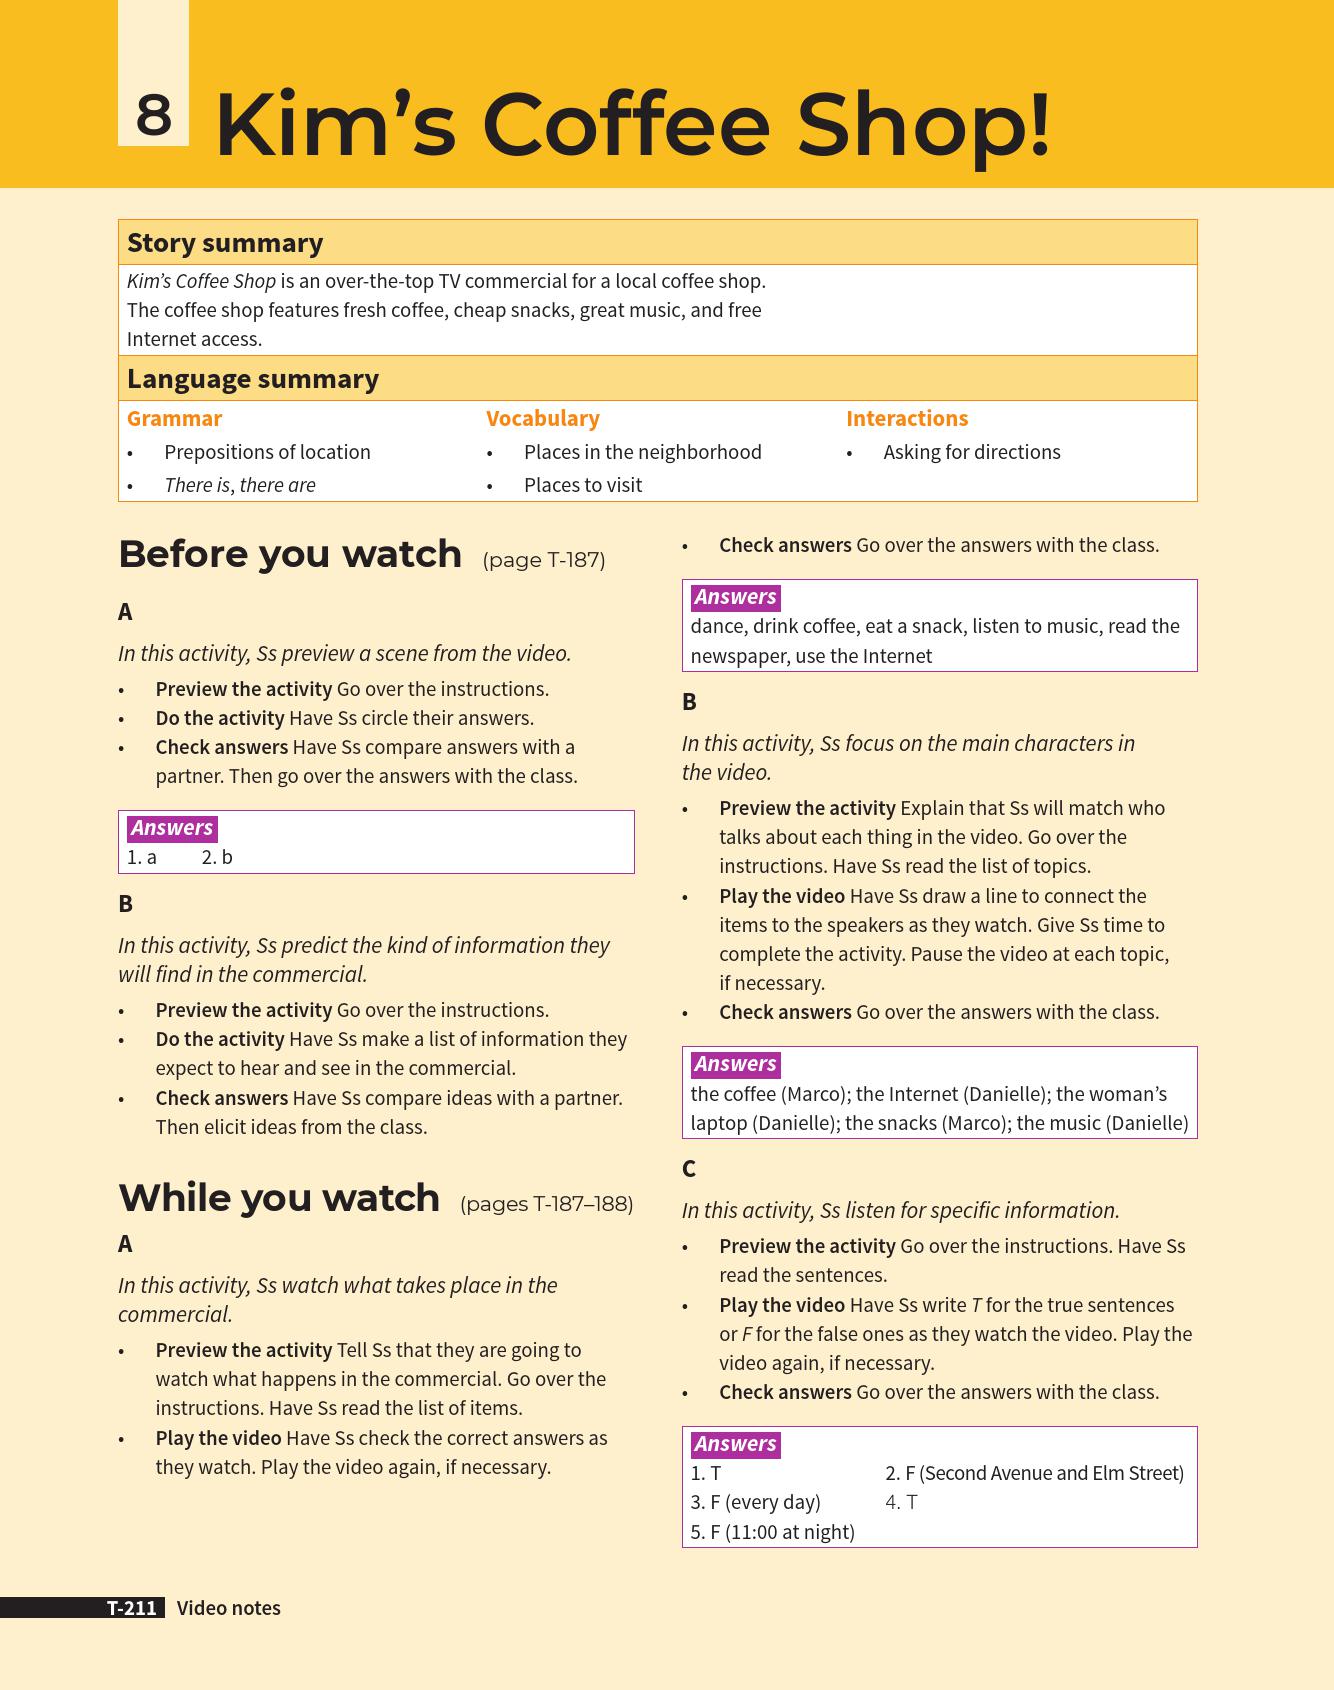 8
Kim's Coffee Shop!
Story summary
Kim's Coffee Shop is an over-the-top TV commercial for a local coffee shop.
The coffee shop features fresh coffee, cheap snacks, great music, and free
Internet access.
Language summary
Grammar
• Prepositions of location
• There is, there are
Vocabulary
• Places in the neighborhood
• Places to visit
Interactions
• Asking for directions
Before you watch (page T-187)
A
In this activity, Ss preview a scene from the video.
• Preview the activity Go over the instructions.
• Do the activity Have Ss circle their answers.
• Check answers Have Ss compare answers with a
partner. Then go over the answers with the class.
Answers
1. a 2. b
B
In this activity, Ss predict the kind of information they
will find in the commercial.
• Preview the activity Go over the instructions.
• Do the activity Have Ss make a list of information they
expect to hear and see in the commercial.
• Check answers Have Ss compare ideas with a partner.
Then elicit ideas from the class.
While you watch (pages T-187–188)
A
In this activity, Ss watch what takes place in the
commercial.
• Preview the activity Tell Ss that they are going to
watch what happens in the commercial. Go over the
instructions. Have Ss read the list of items.
• Play the video Have Ss check the correct answers as
they watch. Play the video again, if necessary.
• Check answers Go over the answers with the class.
Answers
dance, drink coffee, eat a snack, listen to music, read the
newspaper, use the Internet
B
In this activity, Ss focus on the main characters in
the video.
• Preview the activity Explain that Ss will match who
talks about each thing in the video. Go over the
instructions. Have Ss read the list of topics.
• Play the video Have Ss draw a line to connect the
items to the speakers as they watch. Give Ss time to
complete the activity. Pause the video at each topic,
if necessary.
• Check answers Go over the answers with the class.
Answers
the coffee (Marco); the Internet (Danielle); the woman's
laptop (Danielle); the snacks (Marco); the music (Danielle)
C
In this activity, Ss listen for specific information.
• Preview the activity Go over the instructions. Have Ss
read the sentences.
• Play the video Have Ss write T for the true sentences
or F for the false ones as they watch the video. Play the
video again, if necessary.
• Check answers Go over the answers with the class.
Answers
1. T 2. F (Second Avenue and Elm Street)
3. F (every day) 4. T
5. F (11:00 at night)
T-211 Video notes